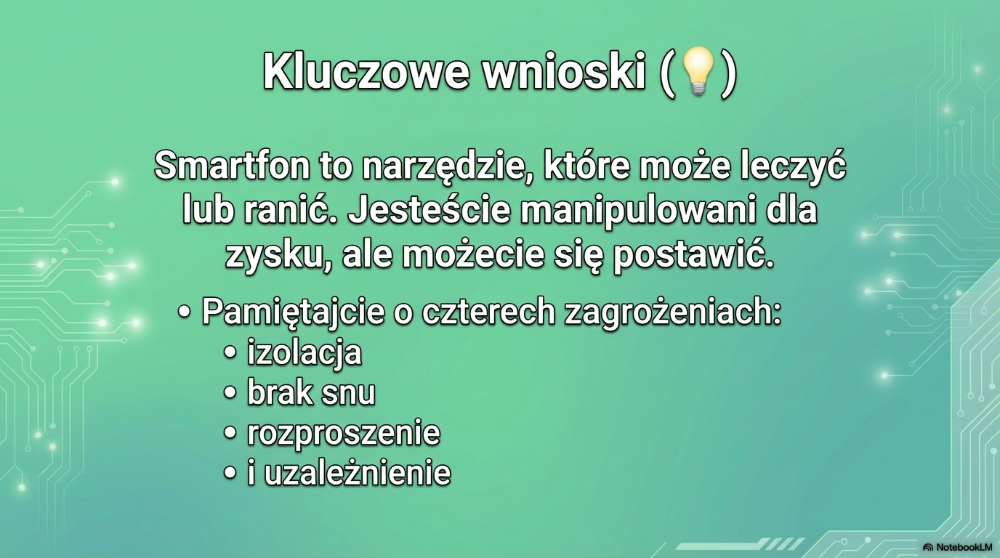 Kluczowe wnioski (💡)
Smartfon to narzędzie, które może leczyć
lub ranić. Jesteście manipulowani dla
zysku, ale możecie się postawić.
• Pamiętajcie o czterech zagrożeniach:
• izolacja
• brak snu
• rozproszenie
• i uzależnienie
NotebookLM